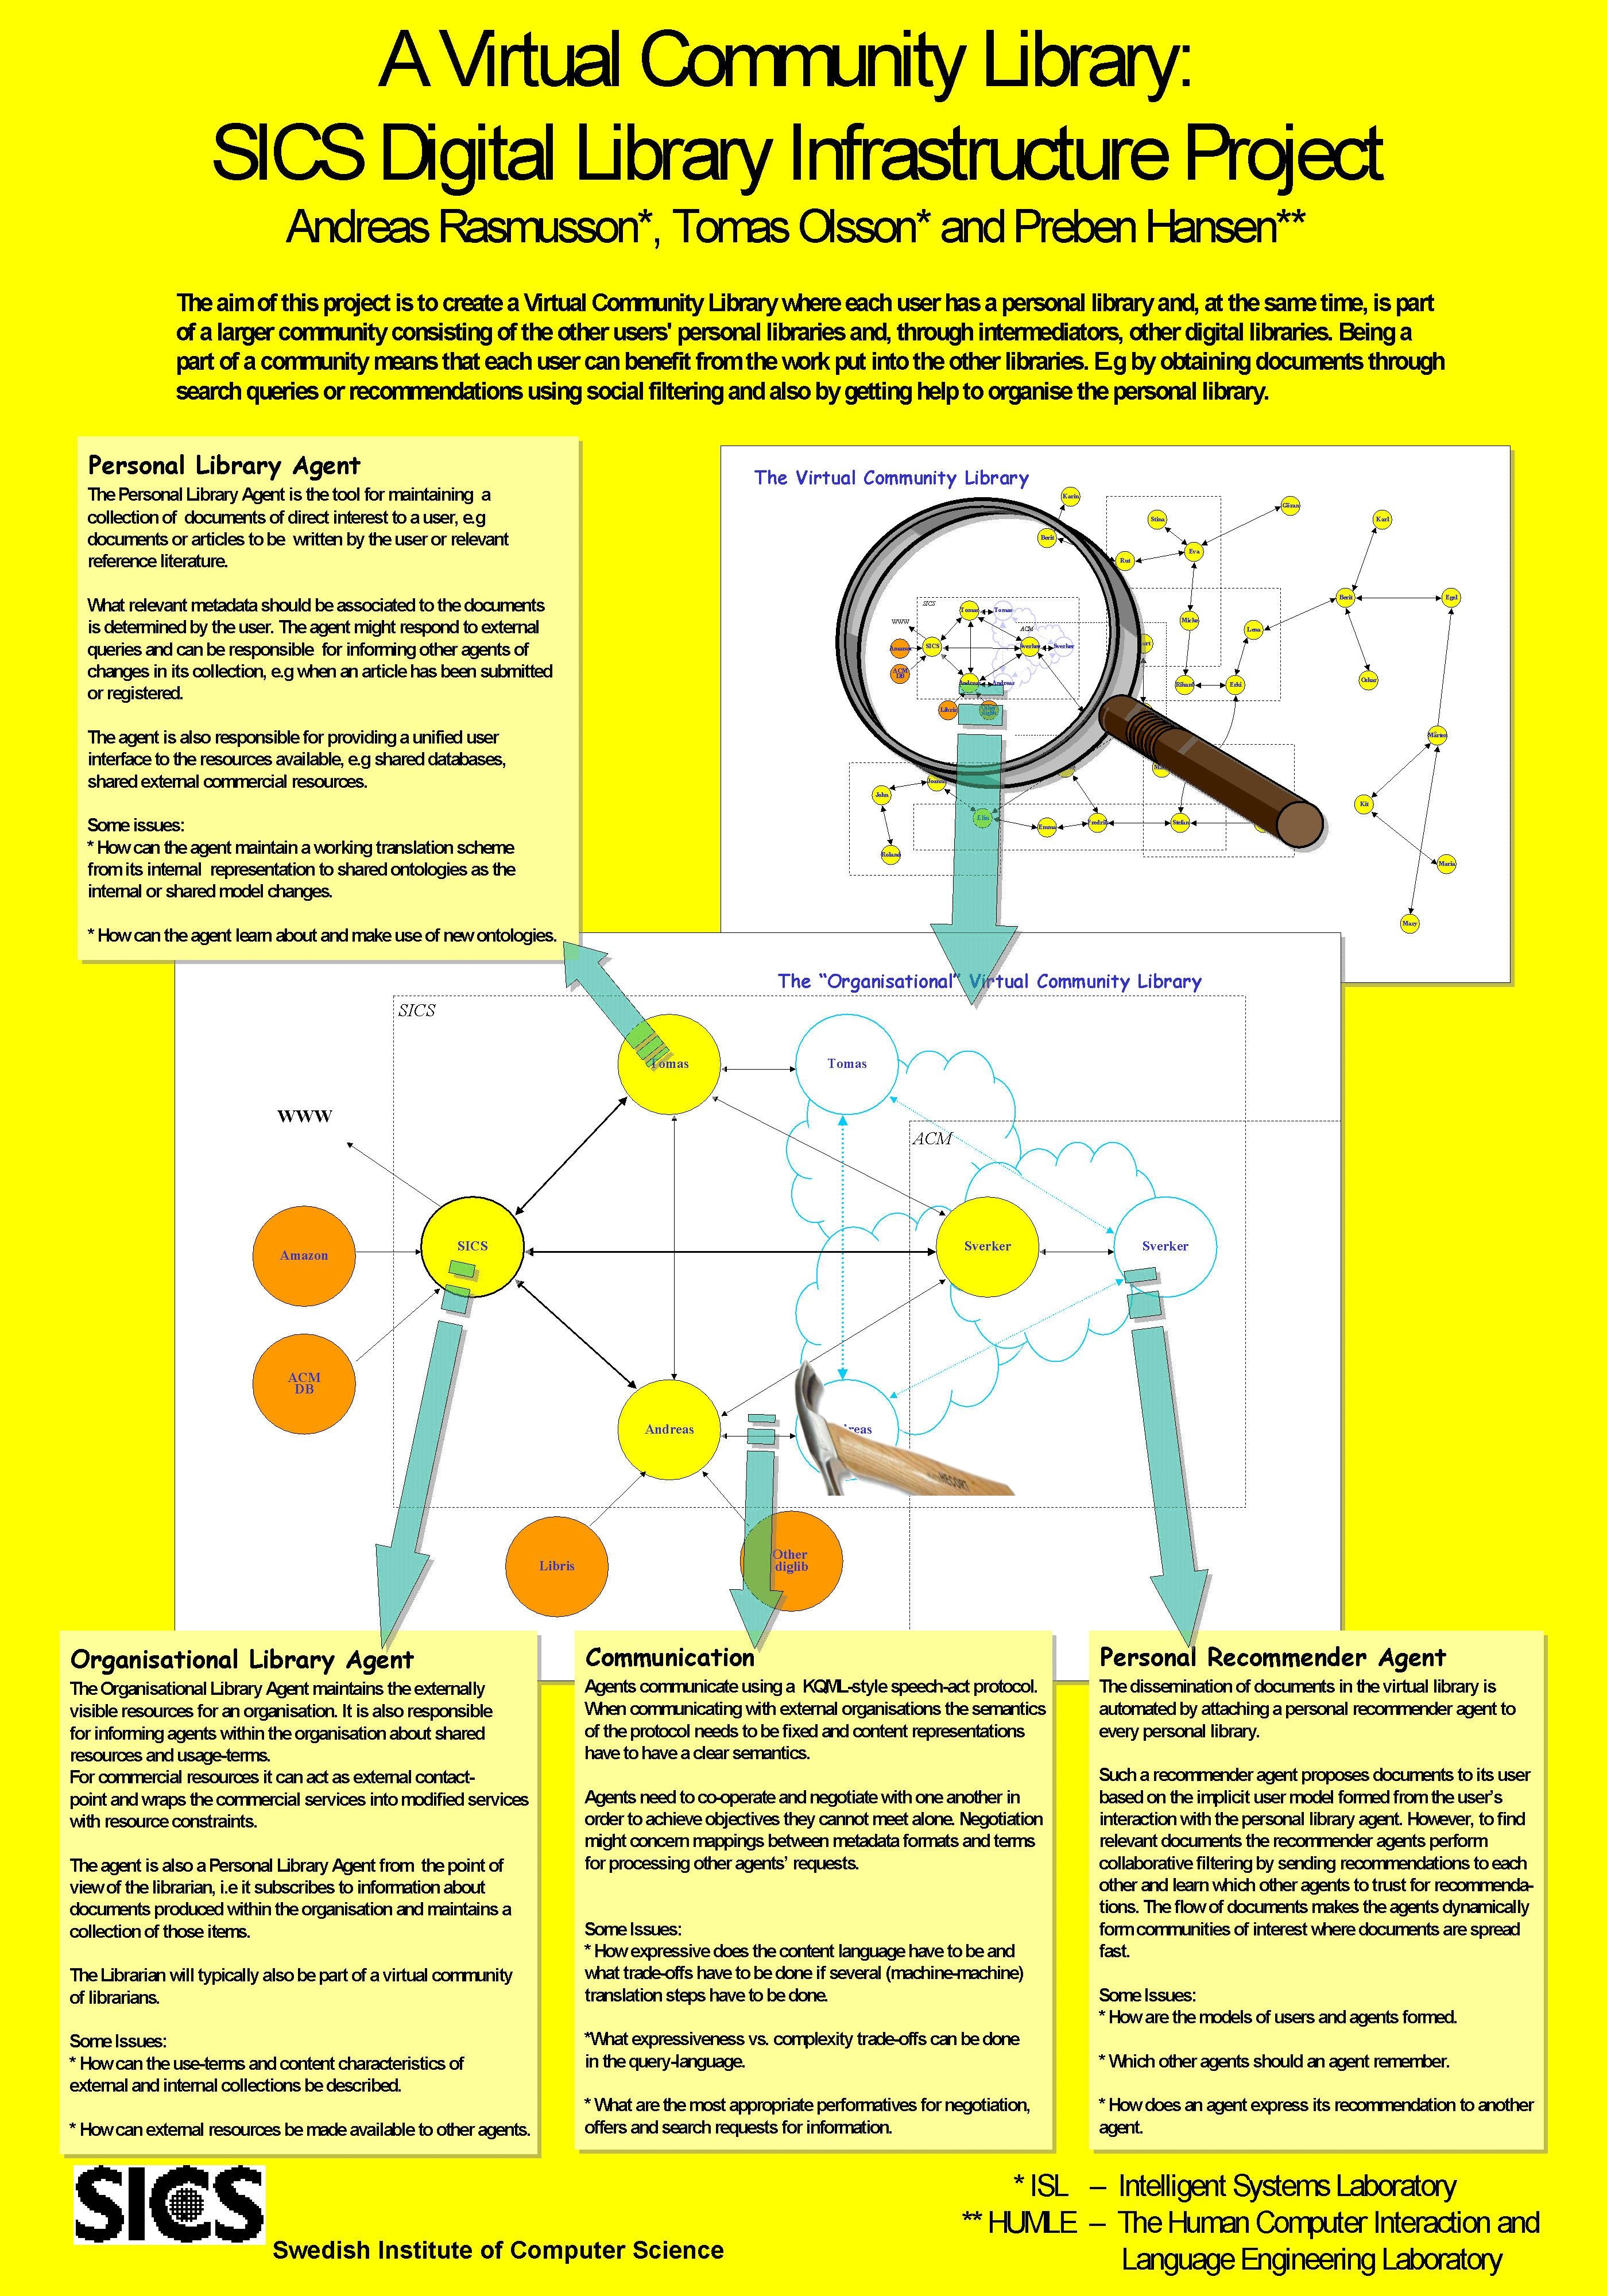 A Virtual Community Library:
SICS Digital Library Infrastructure Project
Andreas Rasmusson*, Tomas Olsson* and Preben Hansen**
The aim of this project is to create a Virtual Community Library where each user has a personal library and, at the same time, is part
of a larger community consisting of the other users' personal libraries and, through intermediators, other digital libraries. Being a
part of a community means that each user can benefit from the work put into the other libraries. E.g by obtaining documents through
search queries or recommendations using social filtering and also by getting help to organise the personal library.
Personal Library Agent
The Personal Library Agent is the tool for maintaining a
collection of documents of direct interest to a user, e.g
documents or articles to be written by the user or relevant
reference literature.
What relevant metadata should be associated to the documents
is determined by the user. The agent might respond to external
queries and can be responsible for informing other agents of
changes in its collection, e.g when an article has been submitted
or registered.
The agent is also responsible for providing a unified user
interface to the resources available, e.g shared databases,
shared external commercial resources.
Some issues:
* How can the agent maintain a working translation scheme
from its internal representation to shared ontologies as the
internal or shared model changes.
* How can the agent learn about and make use of new ontologies.
The Virtual Community Library
Karin
Göran
Stina
Karl
Berit
Eva
Rut
Berit
Egel
SICS
Tomas
Tomas
Micke
Lena
WWW
ACM
Amazon
SICS
Sverker
Sverker
ACM
DB
Andreas
Andreas
Rikard
Erki
Oskar
Libris
Mårten
Joanna
John
Kit
Elin
Emma
Fredrik
Stefan
Roland
Maria
Mary
The “Organisational” Virtual Community Library
SICS
Tomas
Tomas
WWW
ACM
Amazon
SICS
Sverker
Sverker
ACM
DB
Andreas
reas
HECORT
Libris
Other
diglib
Organisational Library Agent
The Organisational Library Agent maintains the externally
visible resources for an organisation. It is also responsible
for informing agents within the organisation about shared
resources and usage-terms.
For commercial resources it can act as external contact-
point and wraps the commercial services into modified services
with resource constraints.
The agent is also a Personal Library Agent from the point of
view of the librarian, i.e it subscribes to information about
documents produced within the organisation and maintains a
collection of those items.
The Librarian will typically also be part of a virtual community
of librarians.
Some Issues:
* How can the use-terms and content characteristics of
external and internal collections be described.
* How can external resources be made available to other agents.
Communication
Agents communicate using a KQML-style speech-act protocol.
When communicating with external organisations the semantics
of the protocol needs to be fixed and content representations
have to have a clear semantics.
Agents need to co-operate and negotiate with one another in
order to achieve objectives they cannot meet alone. Negotiation
might concern mappings between metadata formats and terms
for processing other agents’ requests.
Some Issues:
* How expressive does the content language have to be and
what trade-offs have to be done if several (machine-machine)
translation steps have to be done.
*What expressiveness vs. complexity trade-offs can be done
in the query-language.
* What are the most appropriate performatives for negotiation,
offers and search requests for information.
Personal Recommender Agent
The dissemination of documents in the virtual library is
automated by attaching a personal recommender agent to
every personal library.
Such a recommender agent proposes documents to its user
based on the implicit user model formed from the user’s
interaction with the personal library agent. However, to find
relevant documents the recommender agents perform
collaborative filtering by sending recommendations to each
other and learn which other agents to trust for recommenda-
tions. The flow of documents makes the agents dynamically
form communities of interest where documents are spread
fast.
Some Issues:
* How are the models of users and agents formed.
* Which other agents should an agent remember.
* How does an agent express its recommendation to another
agent.
SICS
Swedish Institute of Computer Science
* ISL – Intelligent Systems Laboratory
** HUMLE – The Human Computer Interaction and
Language Engineering Laboratory